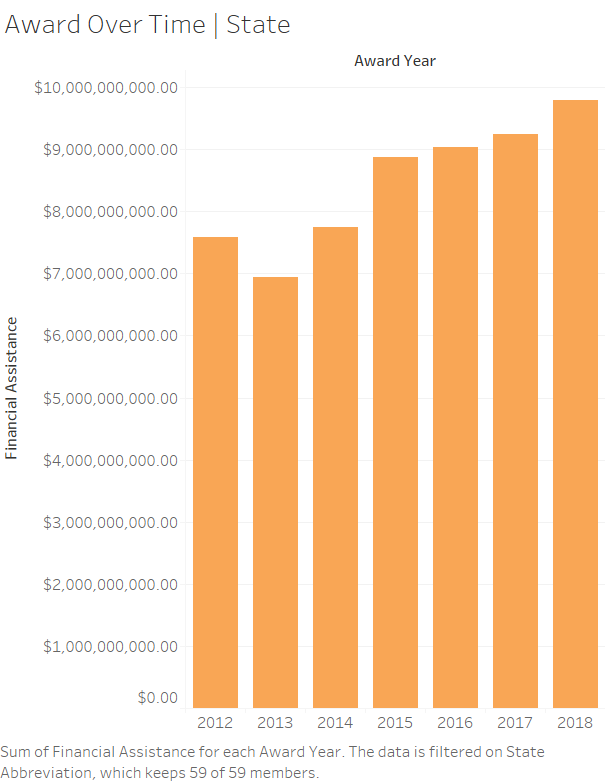 Award Over Time | State
Award Year
$10,000,000,000.00
$9,000,000,000.00
$8,000,000,000.00
$7,000,000,000.00
$6,000,000,000.00
$5,000,000,000.00
$4,000,000,000.00
$3,000,000,000.00
$2,000,000,000.00
$1,000,000,000.00
$0.00
Financial Assistance
2012 2013 2014 2015 2016 2017 2018
Sum of Financial Assistance for each Award Year. The data is filtered on State
Abbreviation, which keeps 59 of 59 members.